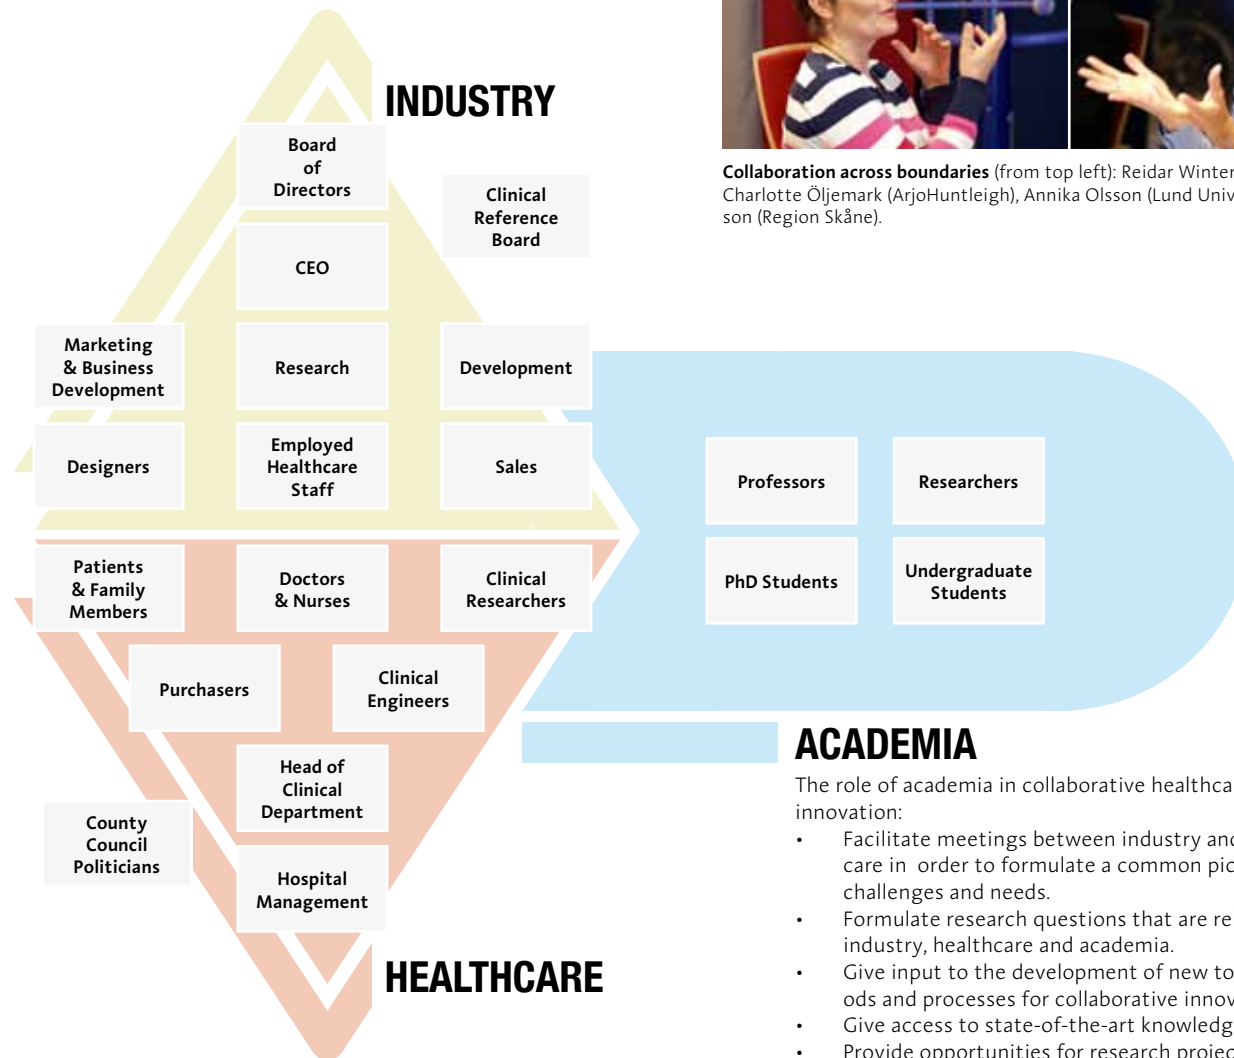 INDUSTRY
Board
of
Directors
Clinical
Reference
Board
CEO
Marketing
& Business
Development
Research
Development
Designers
Employed
Healthcare
Staff
Sales
Patients
& Family
Members
Doctors
& Nurses
Clinical
Researchers
Purchasers
Clinical
Engineers
Head of
Clinical
Department
County
Council
Politicians
Hospital
Management
HEALTHCARE
Collaboration across boundaries (from top left): Reidar Winter
Charlotte Öljemark (ArjoHuntleigh), Annika Olsson (Lund Univ
son (Region Skåne).
Professors
Researchers
PhD Students
Undergraduate
Students
ACADEMIA
The role of academia in collaborative healthca
innovation:
• Facilitate meetings between industry and
care in order to formulate a common pic
challenges and needs.
• Formulate research questions that are re
industry, healthcare and academia.
• Give input to the development of new to
ods and processes for collaborative innov
• Give access to state-of-the-art knowledg
• Provide opportunities for research projec